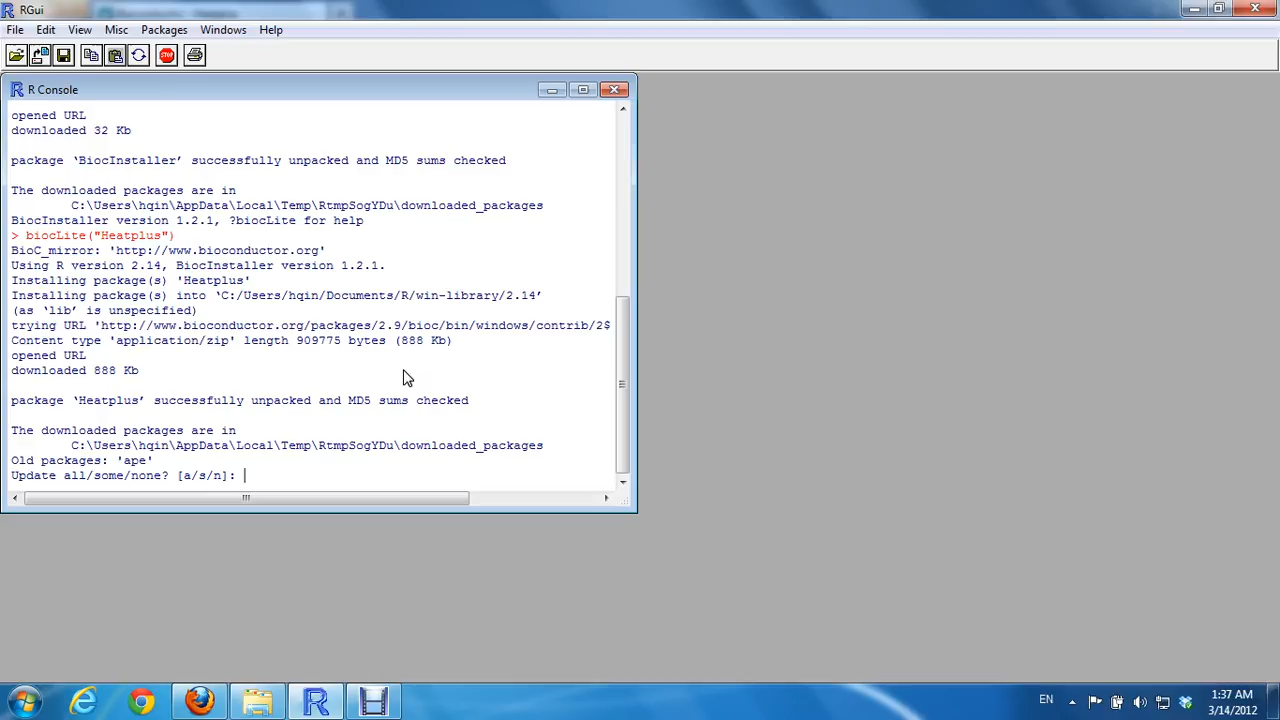 RGui
File Edit View Misc Packages Windows Help
STOP
R Console
opened URL
downloaded 32 Kb
package ‘BiocInstaller’ successfully unpacked and MD5 sums checked
The downloaded packages are in
C:\Users\hqin\AppData\Local\Temp\RtmpSogYDu\downloaded_packages
BiocInstaller version 1.2.1, ?biocLite for help
> biocLite("Heatplus")
BioC_mirror: 'http://www.bioconductor.org'
Using R version 2.14, BiocInstaller version 1.2.1.
Installing package(s) 'Heatplus'
Installing package(s) into ‘C:/Users/hqin/Documents/R/win-library/2.14’
(as ‘lib’ is unspecified)
trying URL 'http://www.bioconductor.org/packages/2.9/bioc/bin/windows/contrib/2$
Content type 'application/zip' length 909775 bytes (888 Kb)
opened URL
downloaded 888 Kb
package ‘Heatplus’ successfully unpacked and MD5 sums checked
The downloaded packages are in
C:\Users\hqin\AppData\Local\Temp\RtmpSogYDu\downloaded_packages
Old packages: 'ape'
Update all/some/none? [a/s/n]:
EN
1:37 AM
3/14/2012